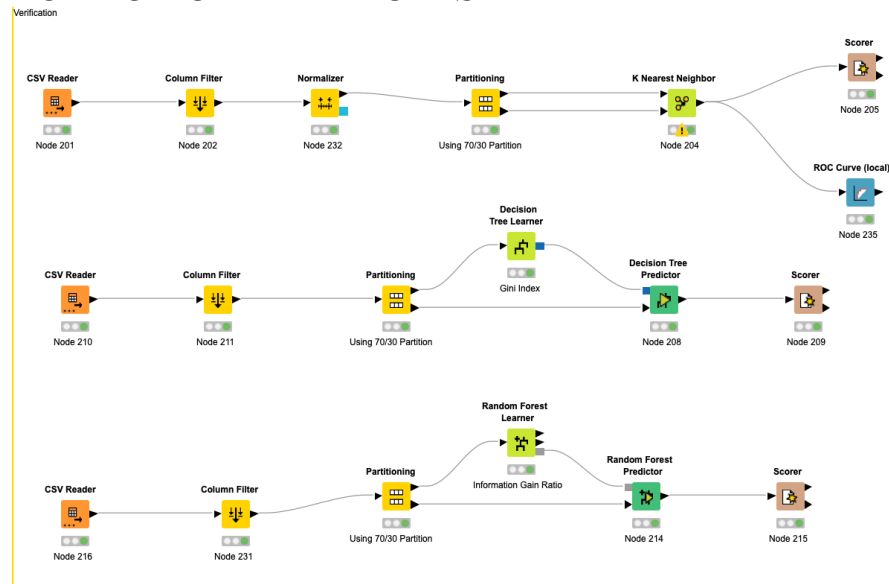 Verification
Scorer
CSV Reader
Column Filter
Normalizer
Partitioning
K Nearest Neighbor
Node 205
Node 201
Node 202
Node 232
Using 70/30 Partition
Node 204
ROC Curve (local)
Node 235
Decision
Tree Learner
Gini Index
CSV Reader
Column Filter
Partitioning
Decision Tree
Predictor
Scorer
Node 210
Node 211
Using 70/30 Partition
Node 208
Node 209
Random Forest
Learner
Information Gain Ratio
CSV Reader
Column Filter
Partitioning
Random Forest
Predictor
Scorer
Node 216
Node 231
Using 70/30 Partition
Node 214
Node 215